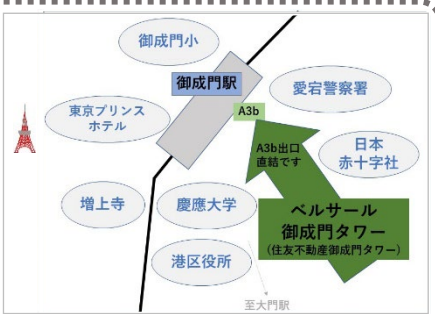 御成門小
御成門駅
愛宕警察署
東京プリンス
ホテル
A3b
A3b出口
直結です
日本
赤十字社
増上寺
慶應大学
ベルサール
御成門タワー
(住友不動産御成門タワー)
港区役所
至大門駅